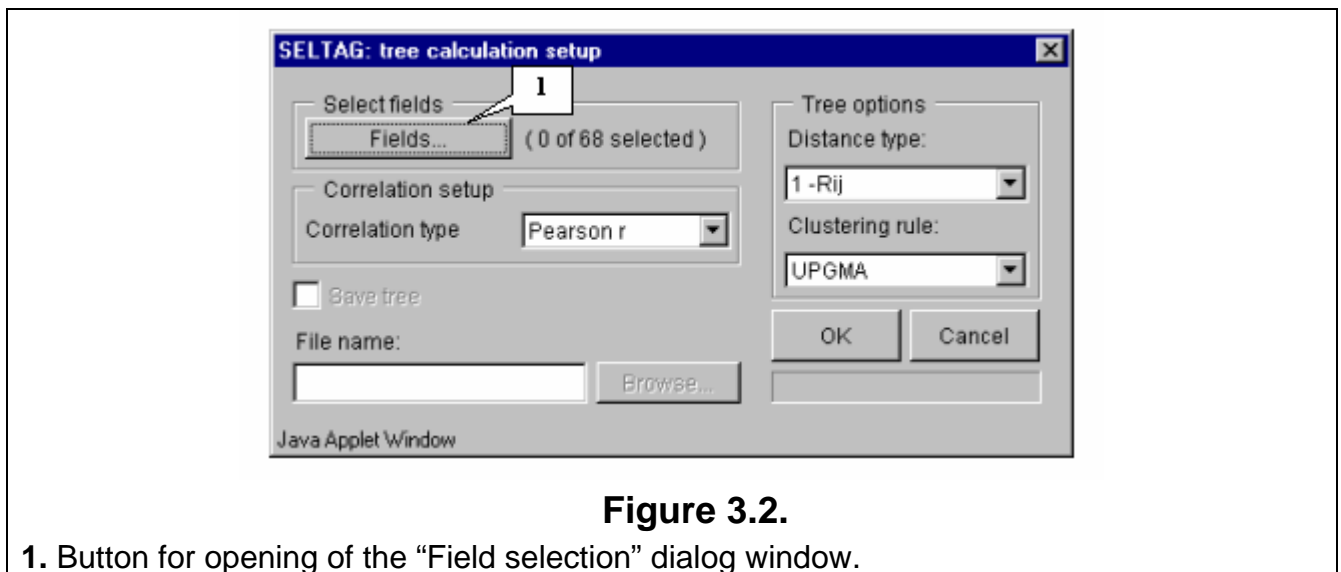 SELTAG: tree calculation setup
1
Select fields
Fields... ( 0 of 68 selected )
Correlation setup
Correlation type Pearson r
Save tree
File name:
Browse...
Tree options
Distance type:
1 -Rij
Clustering rule:
UPGMA
OK Cancel
Java Applet Window
Figure 3.2.
1. Button for opening of the “Field selection” dialog window.